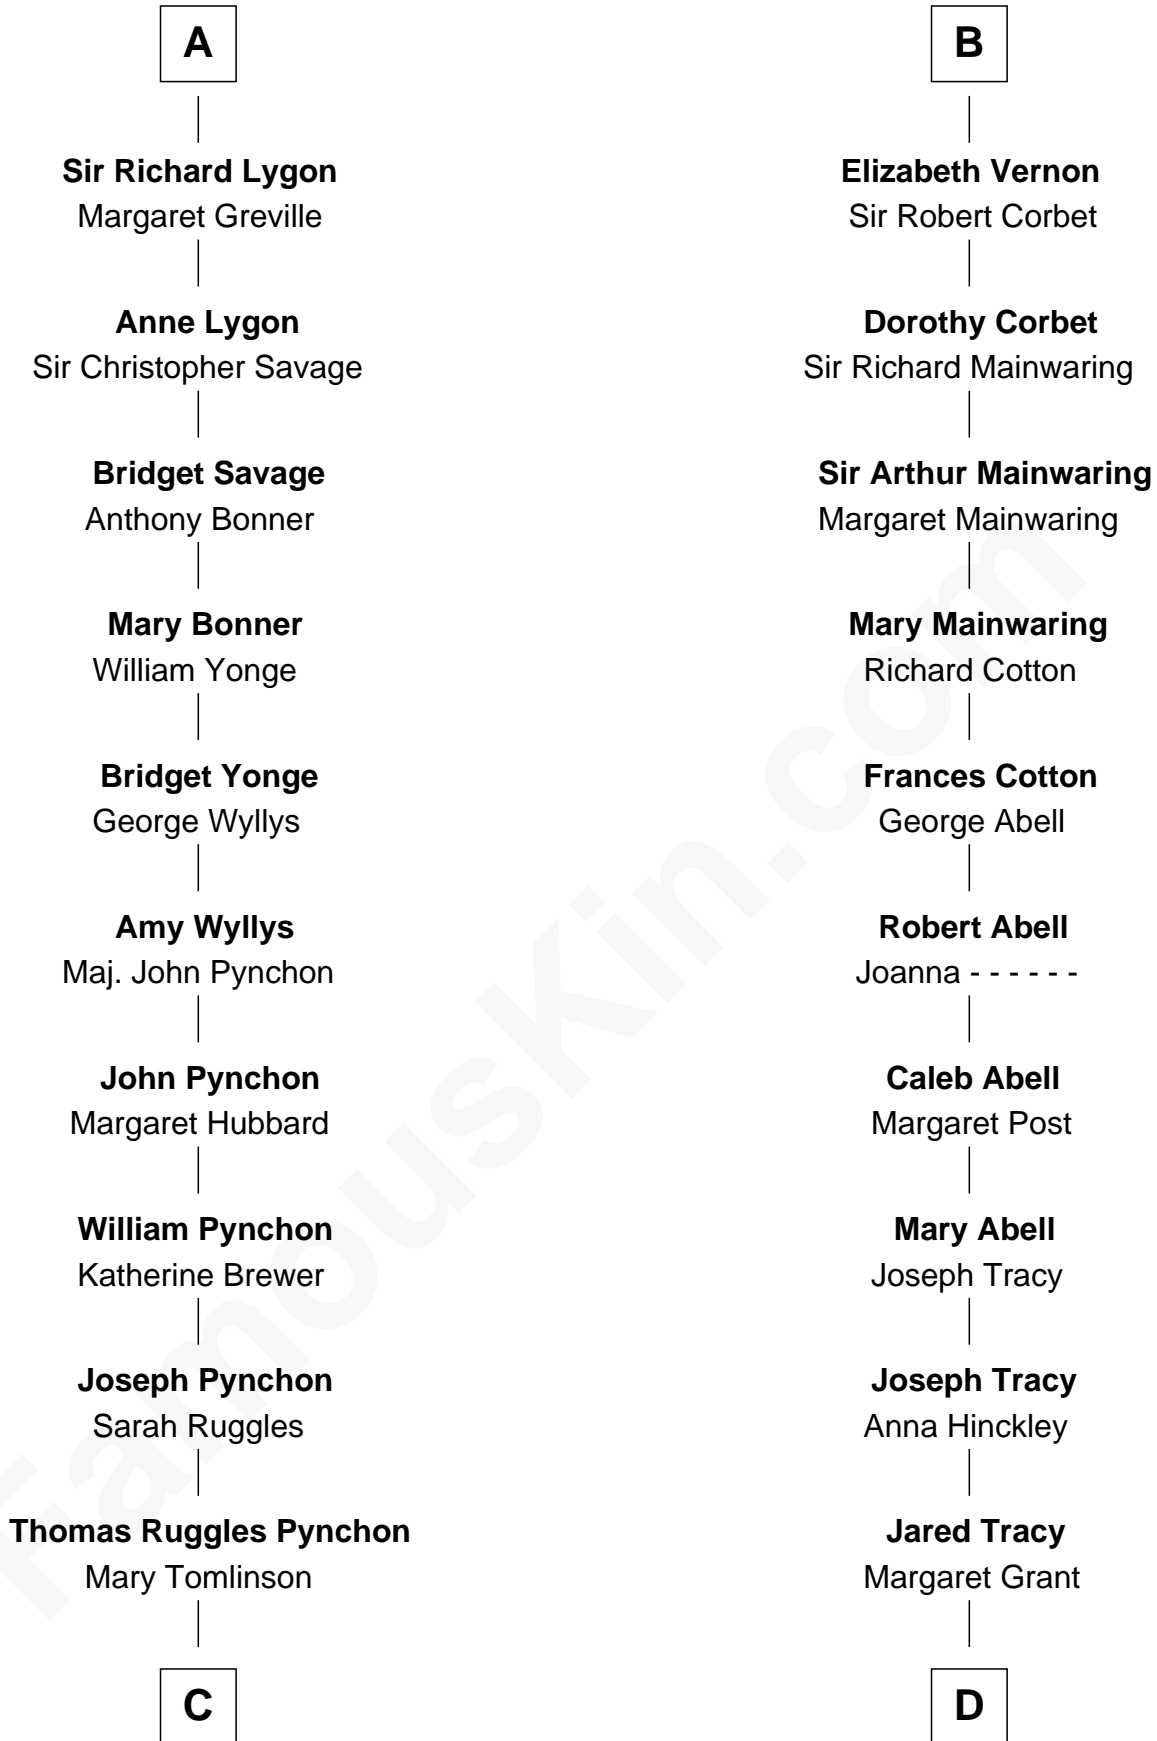 A
Sir Richard Lygon
Margaret Greville
Anne Lygon
Sir Christopher Savage
Bridget Savage
Anthony Bonner
Mary Bonner
William Yonge
Bridget Yonge
George Wyllys
Amy Wyllys
Maj. John Pynchon
John Pynchon
Margaret Hubbard
William Pynchon
Katherine Brewer
Joseph Pynchon
Sarah Ruggles
Thomas Ruggles Pynchon
Mary Tomlinson
C
B
Elizabeth Vernon
Sir Robert Corbet
Dorothy Corbet
Sir Richard Mainwaring
Sir Arthur Mainwaring
Margaret Mainwaring
Mary Mainwaring
Richard Cotton
Frances Cotton
George Abell
Robert Abell
Joanna - - - - - -
Caleb Abell
Margaret Post
Mary Abell
Joseph Tracy
Joseph Tracy
Anna Hinckley
Jared Tracy
Margaret Grant
D
FamousKin.com